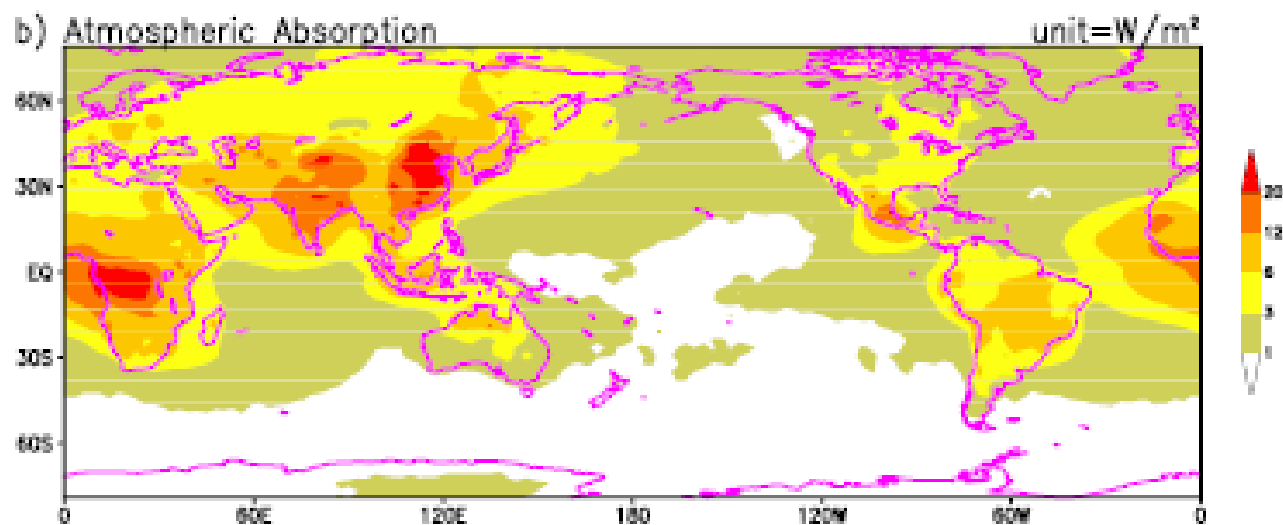 b) Atmospheric Absorption
unit=W/m²
60N
30N
EQ
30S
60S
0
60E
120E
180
120W
60W
0
20
12
6
3
1